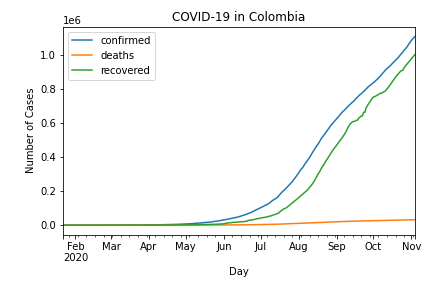 COVID-19 in Colombia
1e6
confirmed
deaths
recovered
Number of Cases
1.0
0.8
0.6
0.4
0.2
0.0
Feb Mar Apr May Jun Jul Aug Sep Oct Nov
2020
Day